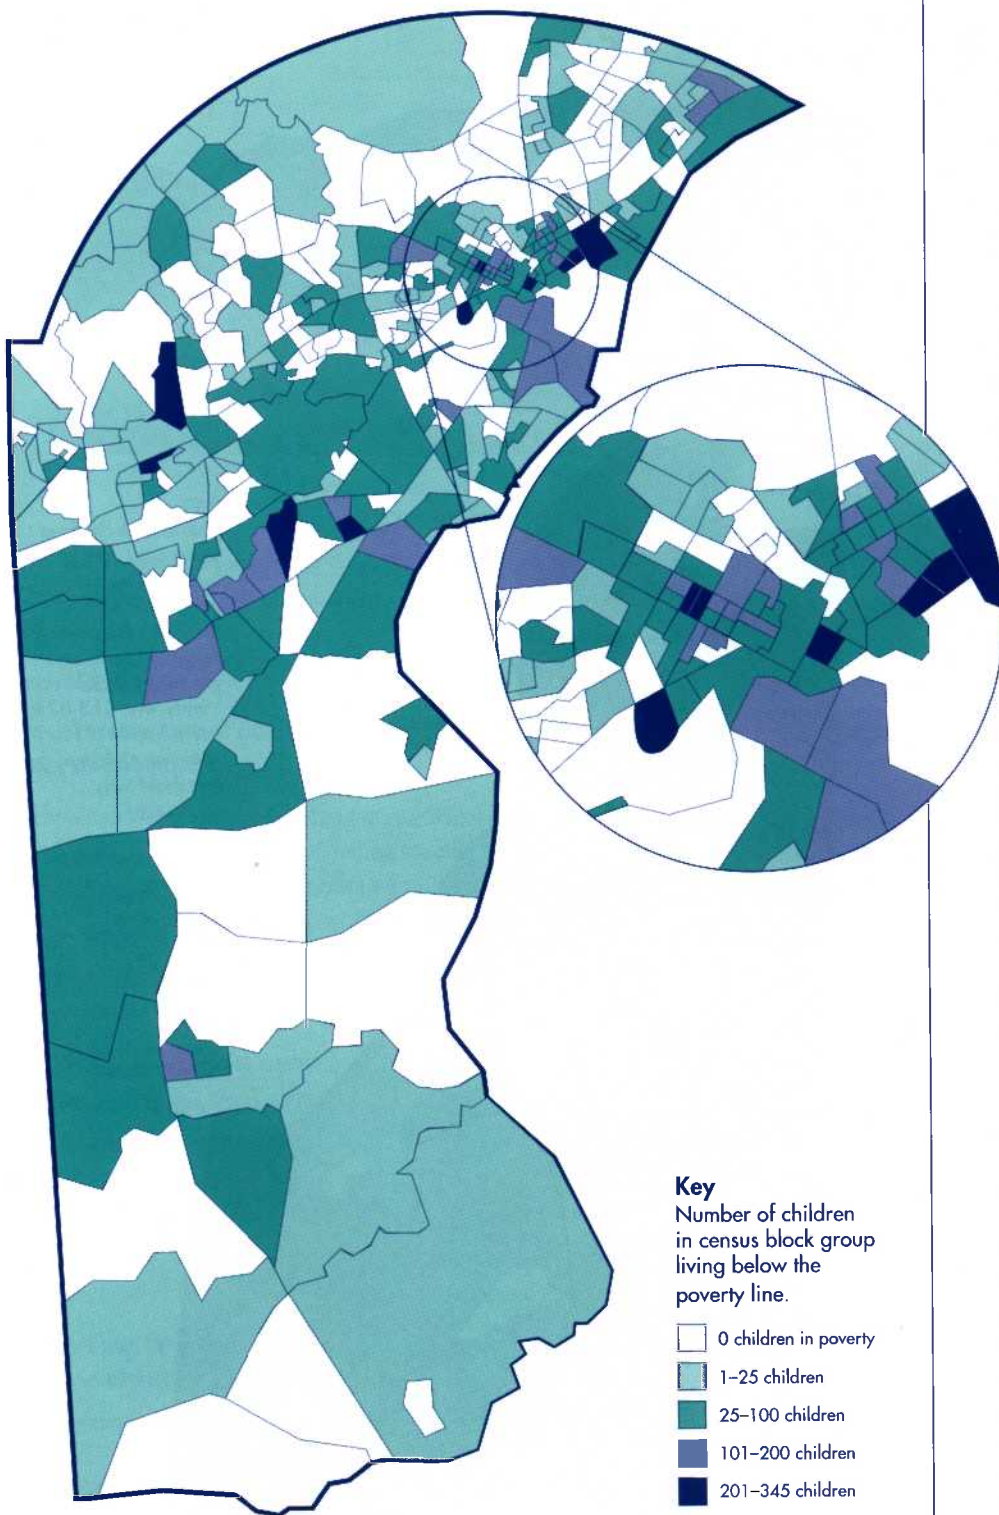 Key
Number of children
in census block group
living below the
poverty line.
0 children in poverty
1–25 children
25–100 children
101–200 children
201–345 children